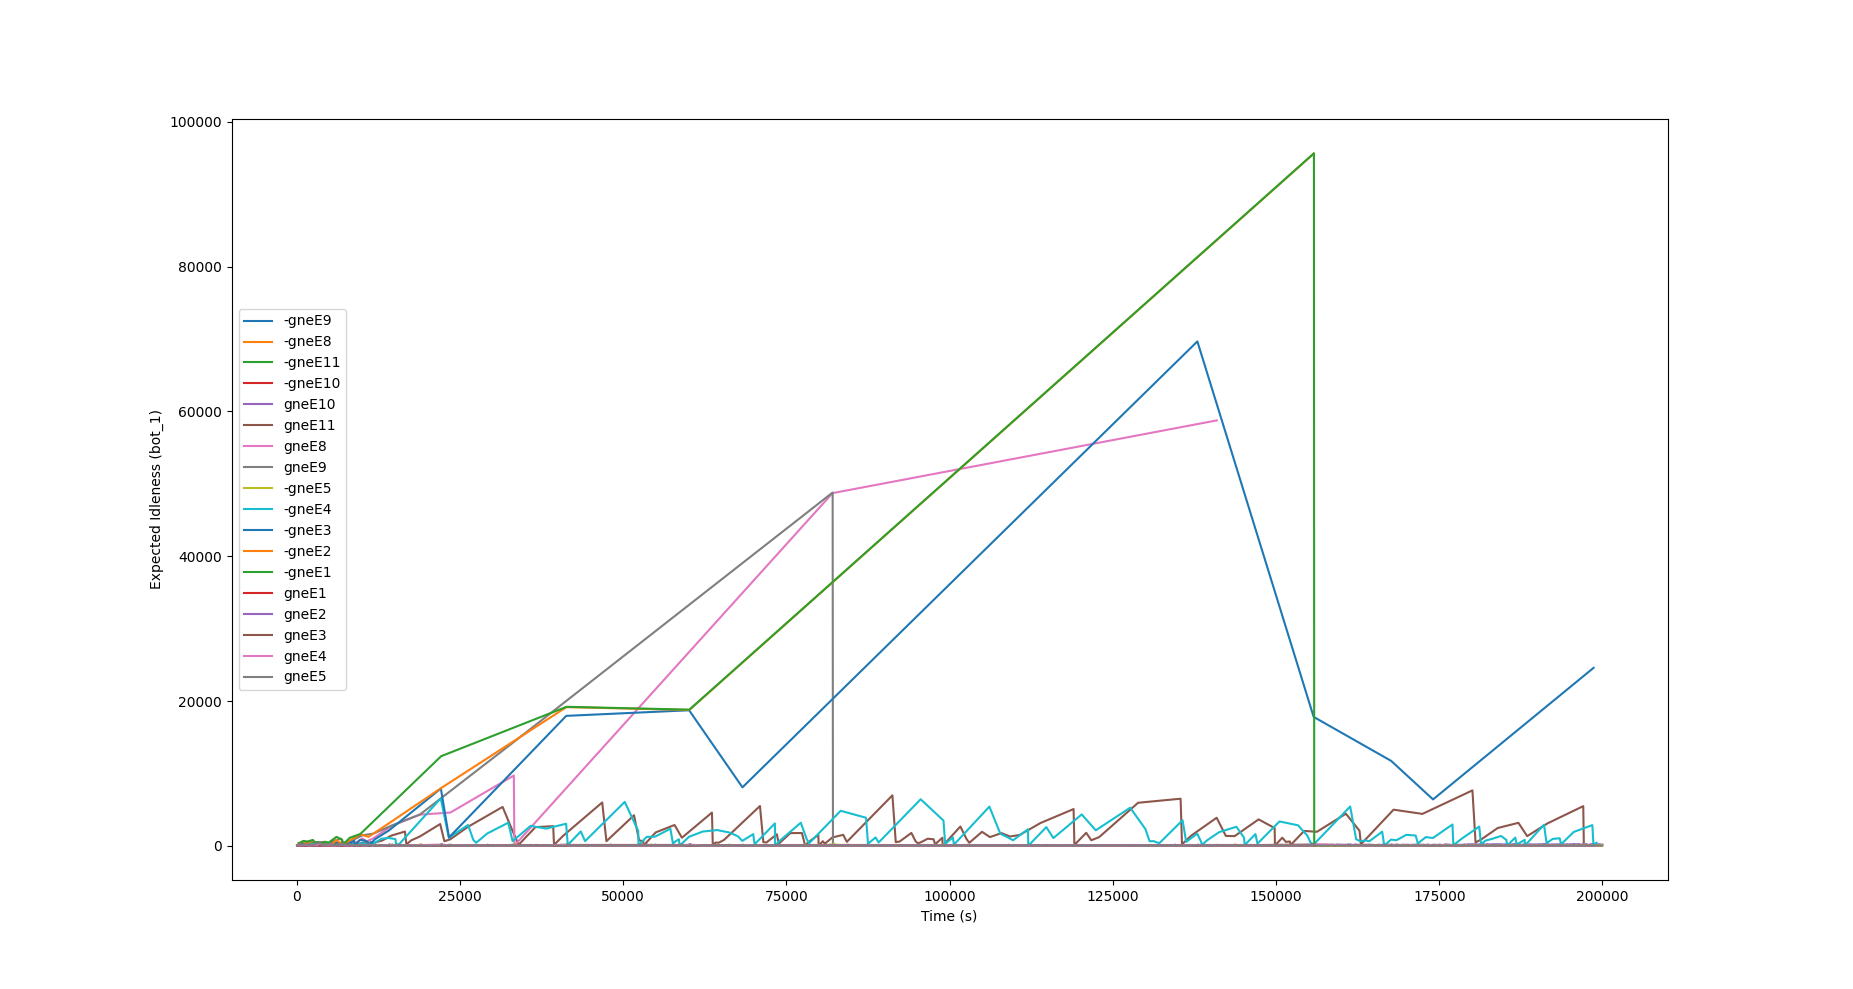 100000
80000
60000
40000
20000
0
Expected Idleness (bot_1)
-gneE9
-gneE8
-gneE11
-gneE10
gneE10
gneE11
gneE8
gneE9
-gneE5
-gneE4
-gneE3
-gneE2
-gneE1
gneE1
gneE2
gneE3
gneE4
gneE5
0 25000 50000 75000 100000 125000 150000 175000 200000
Time (s)